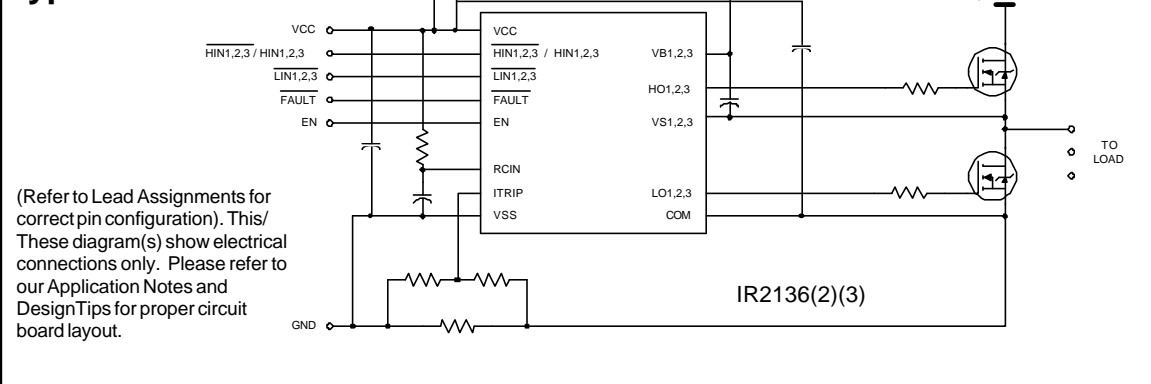 VCC
HIN1,2,3 / HIN1,2,3
LIN1,2,3
FAULT
EN
VCC
HIN1,2,3 / HIN1,2,3
LIN1,2,3
FAULT
EN
RCIN
ITRIP
VSS
VB1,2,3
HO1,2,3
VS1,2,3
LO1,2,3
COM
TO
LOAD
(Refer to Lead Assignments for
correct pin configuration). This/
These diagram(s) show electrical
connections only. Please refer to
our Application Notes and
DesignTips for proper circuit
board layout.
IR2136(2)(3)
GND